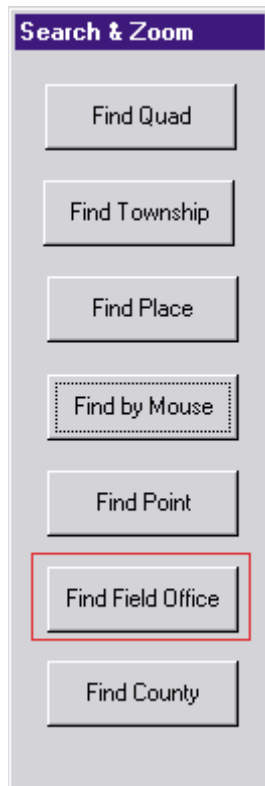 Search & Zoom
Find Quad
Find Township
Find Place
Find by Mouse
Find Point
Find Field Office
Find County